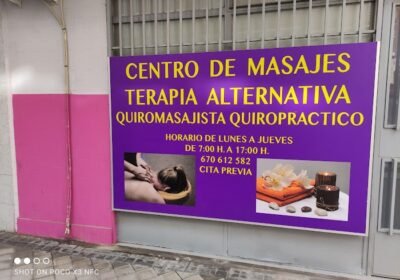 CENTRO DE MASAJES
TERAPIA ALTERNATIVA
QUIROMASAJISTA QUIROPRACTICO
HORARIO DE LUNES A JUEVES
DE 7:00 H. A 17:00 H.
670 612 582
CITA PREVIA
SHOT ON POCO X3 NFC